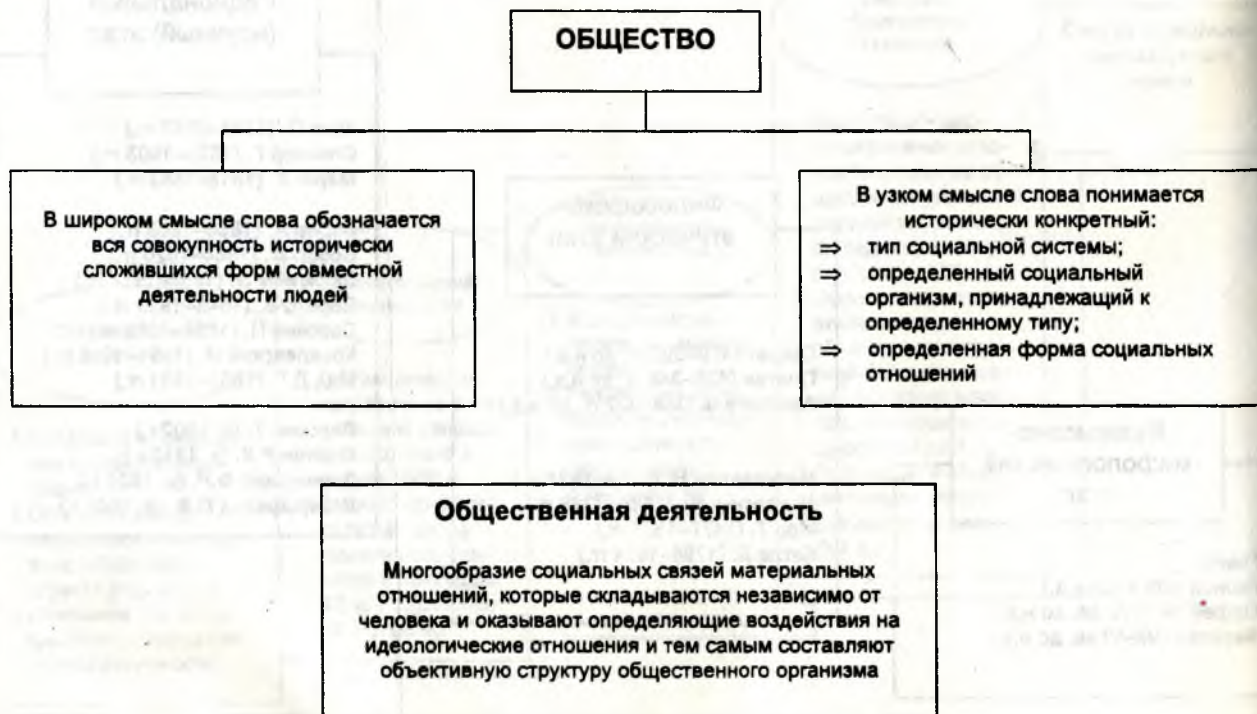 ОБЩЕСТВО
В широком смысле слова обозначается
вся совокупность исторически
сложившихся форм совместной
деятельности людей
В узком смысле слова понимается
исторически конкретный:
⇒ тип социальной системы;
⇒ определенный социальный
организм, принадлежащий к
определенному типу;
⇒ определенная форма социальных
отношений
Общественная деятельность
Многообразие социальных связей материальных
отношений, которые складываются независимо от
человека и оказывают определяющие воздействия на
идеологические отношения и тем самым составляют
объективную структуру общественного организма